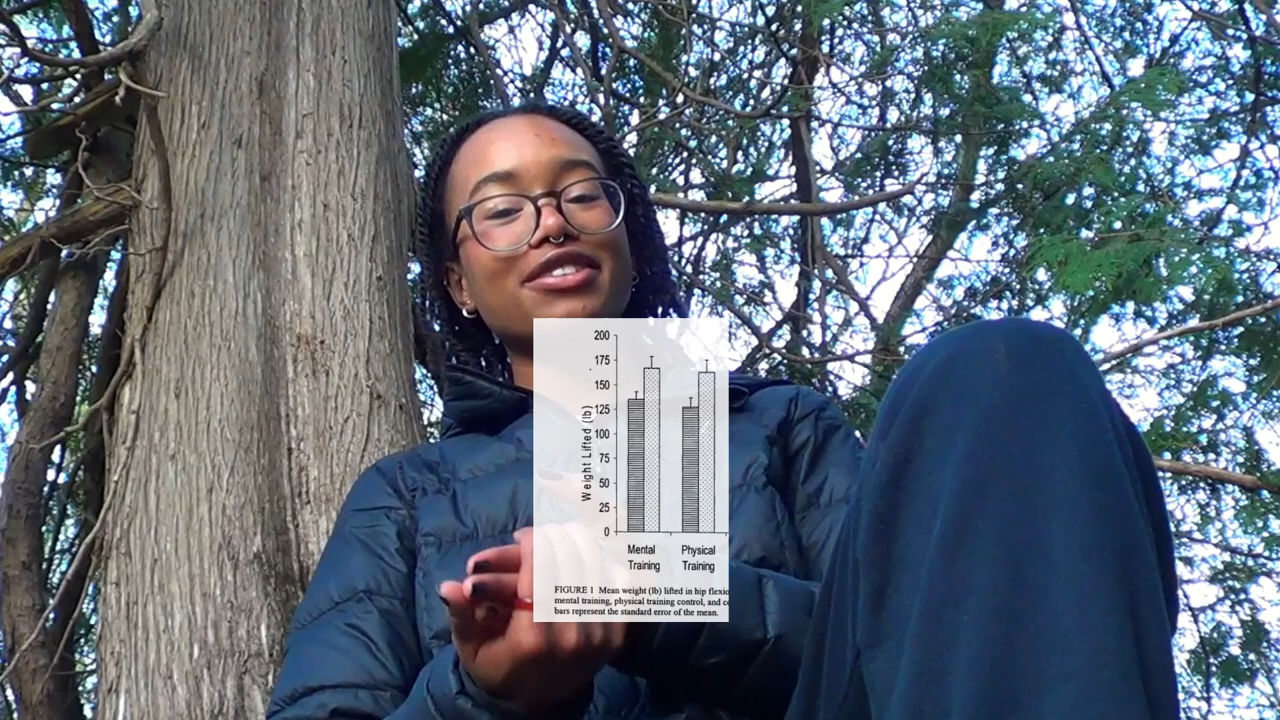 200
175
150
125
100
75
50
25
0
Weight Lifted (lb)
Mental Physical
Training Training
FIGURE 1 Mean weight (lb) lifted in hip flexio
mental training, physical training control, and c
bars represent the standard error of the mean.